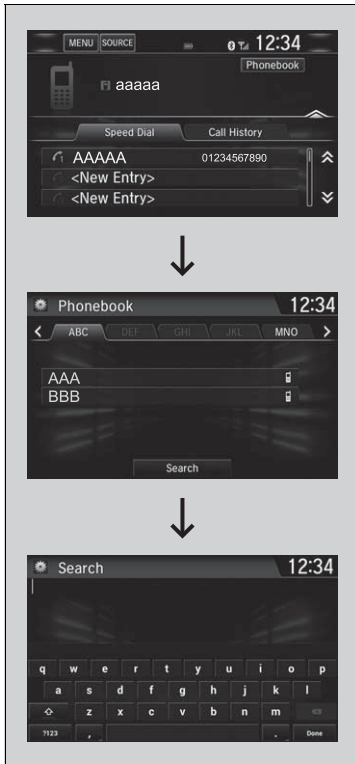 MENU SOURCE 12:34
Phonebook
aaaaa
Speed Dial Call History
AAAAA 01234567890
<New Entry>
<New Entry>
Phonebook 12:34
ABC DEF GHI JKL MNO
AAA
BBB
Search
Search 12:34
q w e r t y u i o p
a s d f g h j k l
z x c v b n m
?123 , . Done